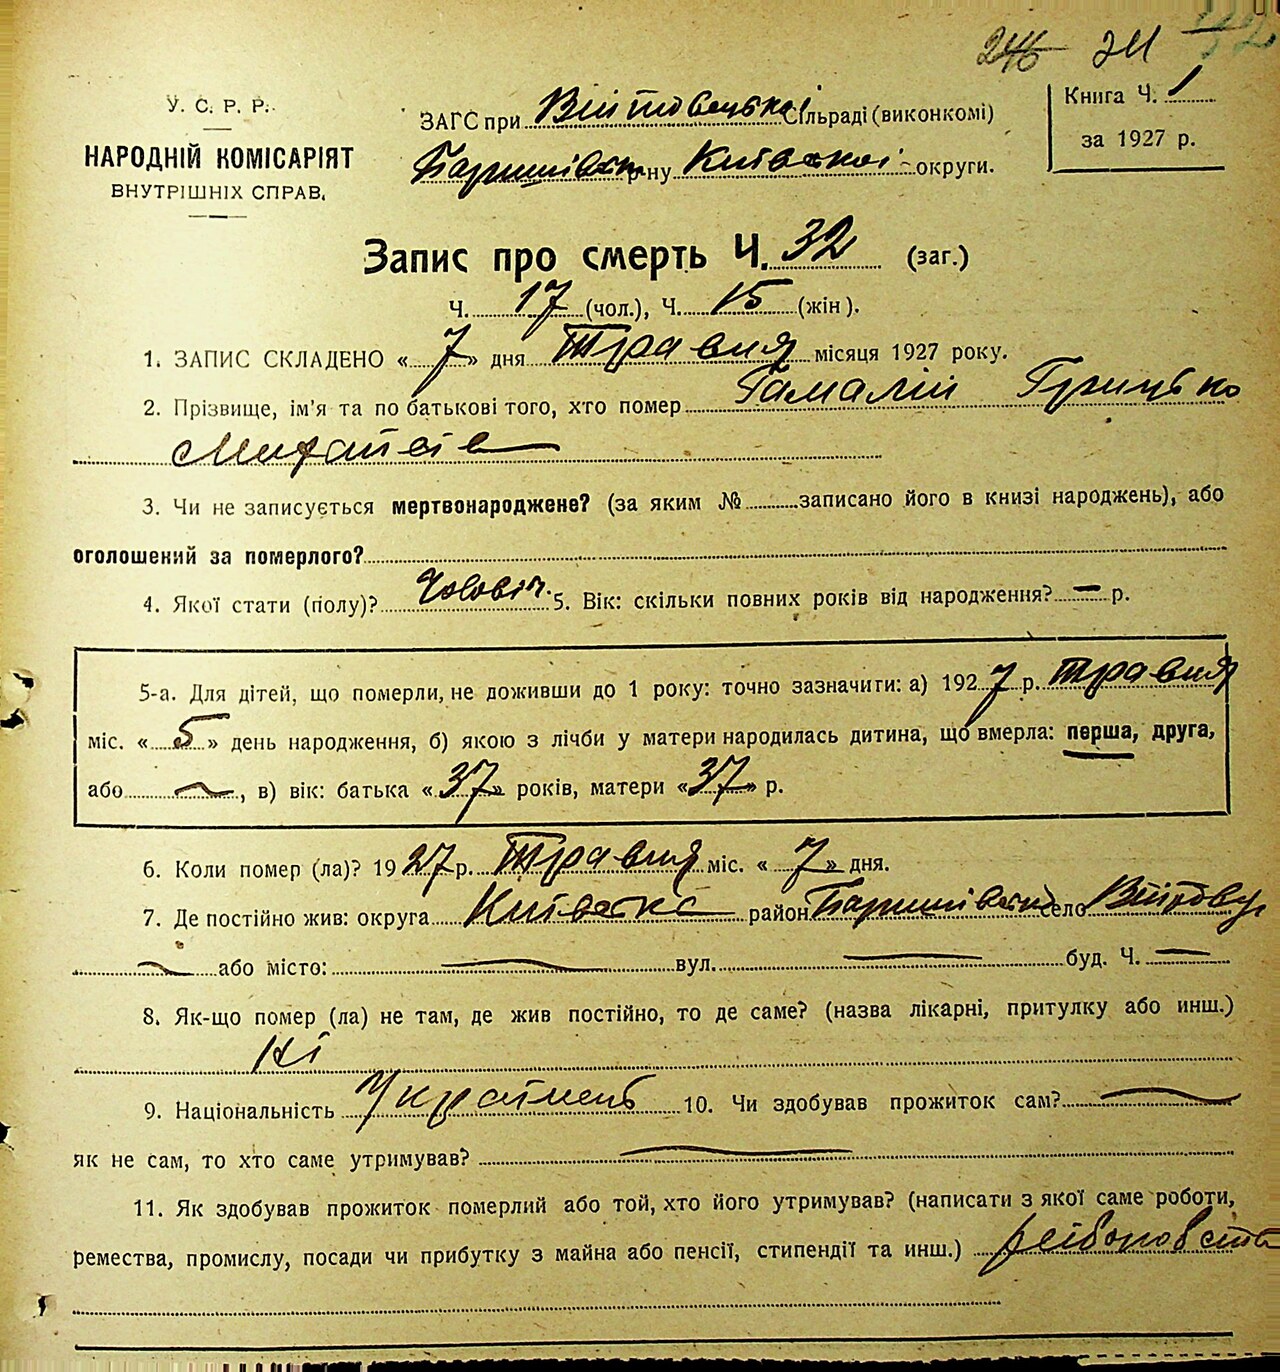 246 241
У. С. Р. Р.
НАРОДНІЙ КОМІСАРІЯТ
ВНУТРІШНІХ СПРАВ.
ЗАГС при Війтовецькій Сільраді (виконкомі)
Баришівськ р-ну Київської округи.
Книга Ч. 1
за 1927 р.
Запис про смерть Ч. 32 (заг.)
Ч. 17 (чол.), Ч. 15 (жін).
1. ЗАПИС СКЛАДЕНО « 7 » дня Травня місяця 1927 року.
2. Прізвище, ім'я та по батькові того, хто помер Гамалій Грицько
3. Чи не записується мертвонароджене? (за яким № записано його в книзі народжень), або
оголошений за померлого?
4. Якої стати (полу)? Чоловіч. 5. Вік: скільки повних років від народження? — р.
5-а. Для дітей, що померли, не доживши до 1 року: точно зазначити: а) 1927 р. Травня
міс. « 5 » день народження, б) якою з лічби у матери народилась дитина, що вмерла: перша, друга,
або —, в) вік: батька « 37 » років, матери « 37 » р.
6. Коли помер (ла)? 1927 р. Травня міс. « 7 » дня.
7. Де постійно жив: округа Київська район Баришівськ село Війтовц
— або місто: — вул. — буд. Ч. —
8. Як-що помер (ла) не там, де жив постійно, то де саме? (назва лікарні, притулку або инш.)
Ні
9. Національність Українець 10. Чи здобував прожиток сам? —
як не сам, то хто саме утримував? —
11. Як здобував прожиток померлий або той, хто його утримував? (написати з якої саме роботи,
ремества, промислу, посади чи прибутку з майна або пенсії, стипендії та инш.)